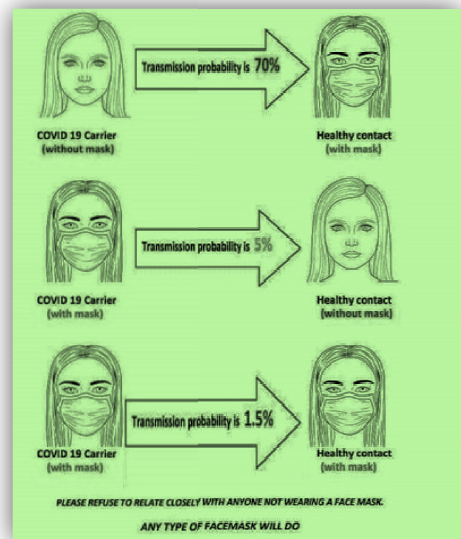 Transmission probability is 70%
COVID 19 Carrier
(without mask)
Healthy contact
(with mask)
Transmission probability is 5%
COVID 19 Carrier
(with mask)
Healthy contact
(without mask)
Transmission probability is 1.5%
COVID 19 Carrier
(with mask)
Healthy contact
(with mask)
PLEASE REFUSE TO RELATE CLOSELY WITH ANYONE NOT WEARING A FACE MASK.
ANY TYPE OF FACEMASK WILL DO